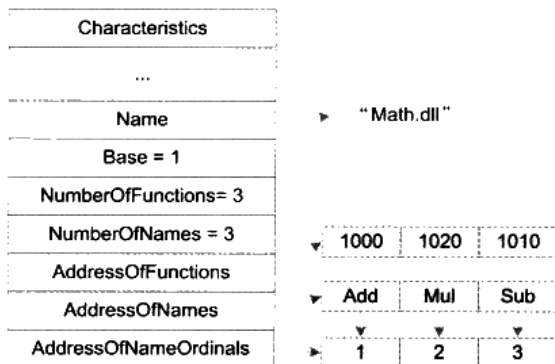 Characteristics
...
Name
"Math.dll"
Base = 1
NumberOfFunctions= 3
NumberOfNames = 3
1000 1020 1010
AddressOfFunctions
Add Mul Sub
AddressOfNames
AddressOfNameOrdinals
1 2 3